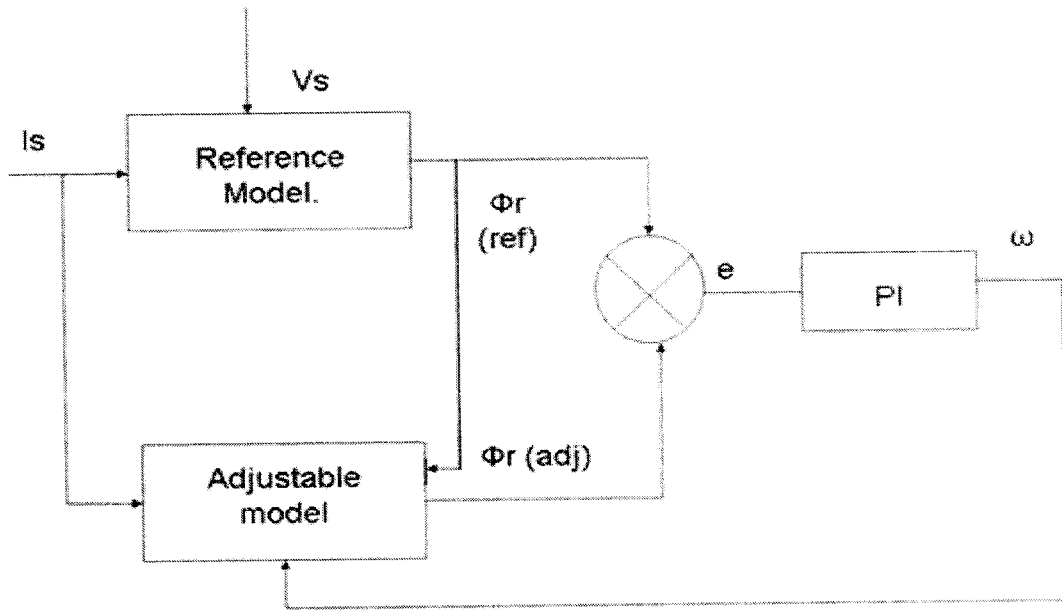 Vs
Is
Reference
Model.
Φr
(ref)
ω
e
PI
Φr (adj)
Adjustable
model